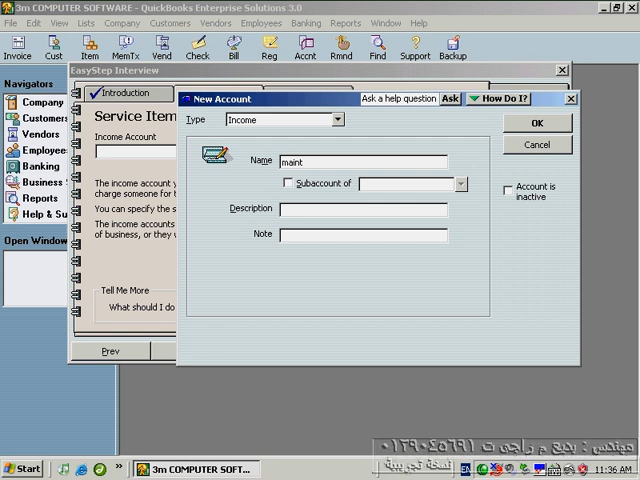 3m COMPUTER SOFTWARE - QuickBooks Enterprise Solutions 3.0
File Edit View Lists Company Customers Vendors Employees Banking Reports Window Help
Invoice Cust Item MemTx Vend Check Bill Reg Accnt Rmnd Find Support Backup
EasyStep Interview
Navigators
Company
Customers
Vendors
Employees
Banking
Business
Reports
Help & Su
Open Window
Introduction
Service Item
Income Account
The income account y
charge someone for t
You can specify the s
The income accounts
of business, or they w
Tell Me More
What should I do
Prev
New Account
Ask a help question Ask How Do I?
Type Income
OK
Cancel
Name maint
Subaccount of
Account is
inactive
Description
Note
مهندس : بديع م راجى ت ٠١٢٩٠٤٥٦٩١
نسخة تجريبية
Start » 3m COMPUTER SOFT... EN 11:36 AM